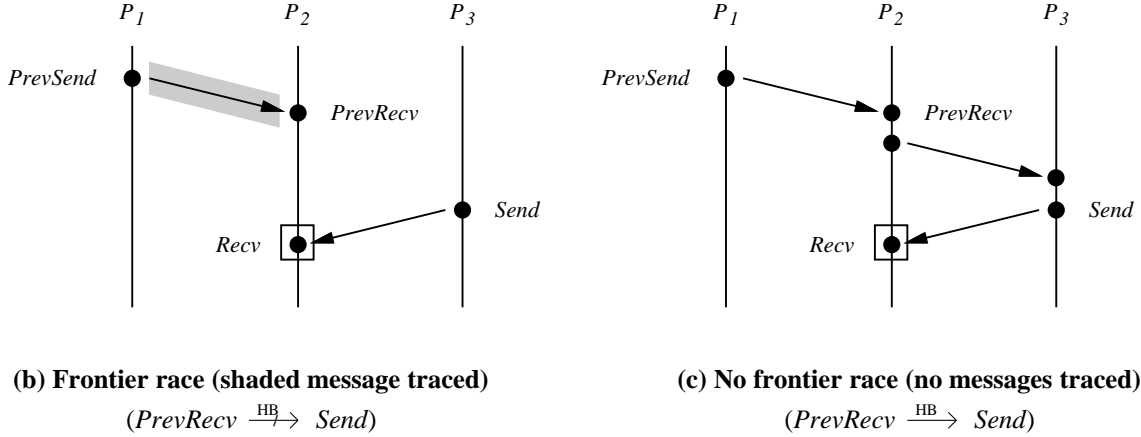 P1 P2 P3
PrevSend
PrevRecv
Send
Recv
(b) Frontier race (shaded message traced)
(PrevRecv HB↛ Send)
P1 P2 P3
PrevSend
PrevRecv
Send
Recv
(c) No frontier race (no messages traced)
(PrevRecv HB→ Send)